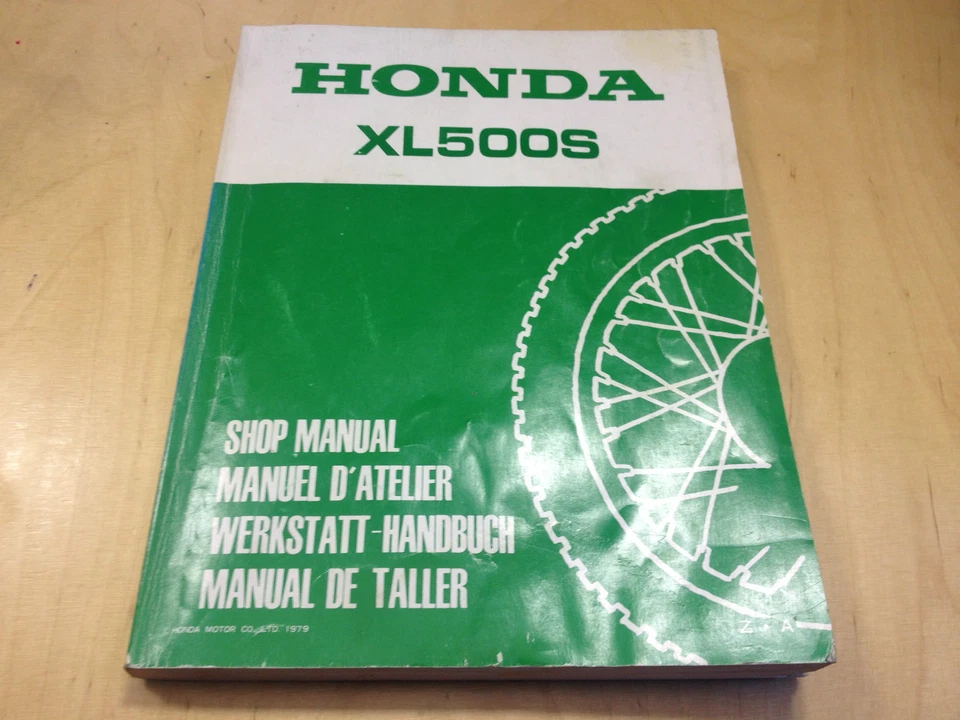 HONDA
XL500S
SHOP MANUAL
MANUEL D'ATELIER
WERKSTATT-HANDBUCH
MANUAL DE TALLER
HONDA MOTOR CO., LTD. 1979
Z · A